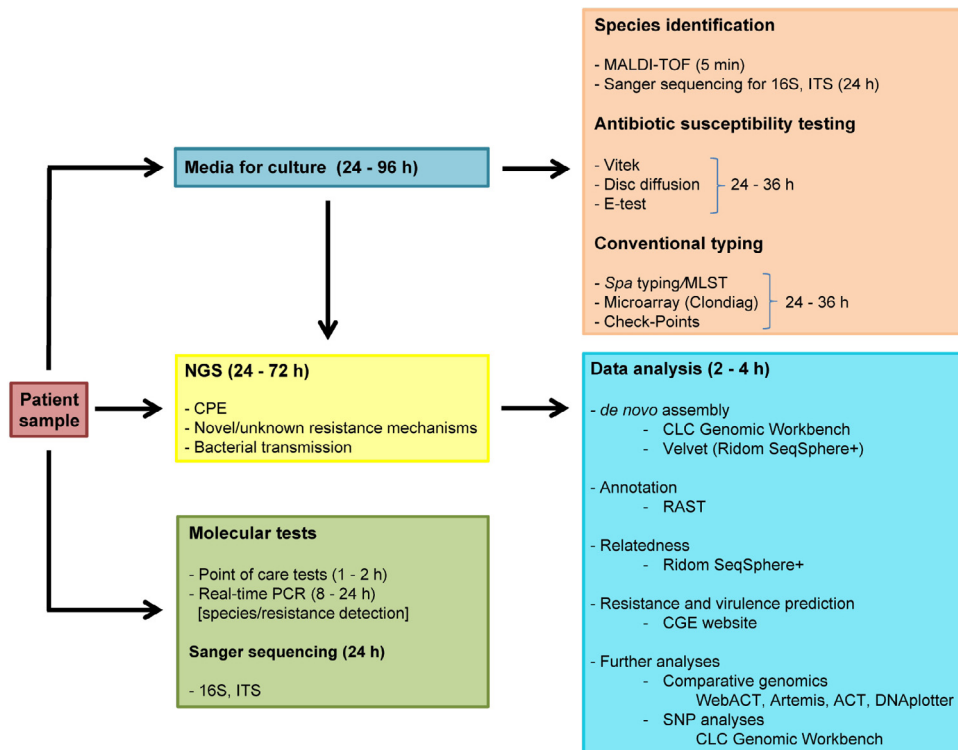 Species identification
- MALDI-TOF (5 min)
- Sanger sequencing for 16S, ITS (24 h)
Antibiotic susceptibility testing
- Vitek
- Disc diffusion
- E-test
24 - 36 h
Conventional typing
- Spa typing/MLST
- Microarray (Clondiag)
- Check-Points
24 - 36 h
Media for culture (24 - 96 h)
Patient
sample
NGS (24 - 72 h)
- CPE
- Novel/unknown resistance mechanisms
- Bacterial transmission
Data analysis (2 - 4 h)
- de novo assembly
- CLC Genomic Workbench
- Velvet (Ridom SeqSphere+)
- Annotation
- RAST
- Relatedness
- Ridom SeqSphere+
- Resistance and virulence prediction
- CGE website
- Further analyses
- Comparative genomics
WebACT, Artemis, ACT, DNAplotter
- SNP analyses
CLC Genomic Workbench
Molecular tests
- Point of care tests (1 - 2 h)
- Real-time PCR (8 - 24 h)
[species/resistance detection]
Sanger sequencing (24 h)
- 16S, ITS